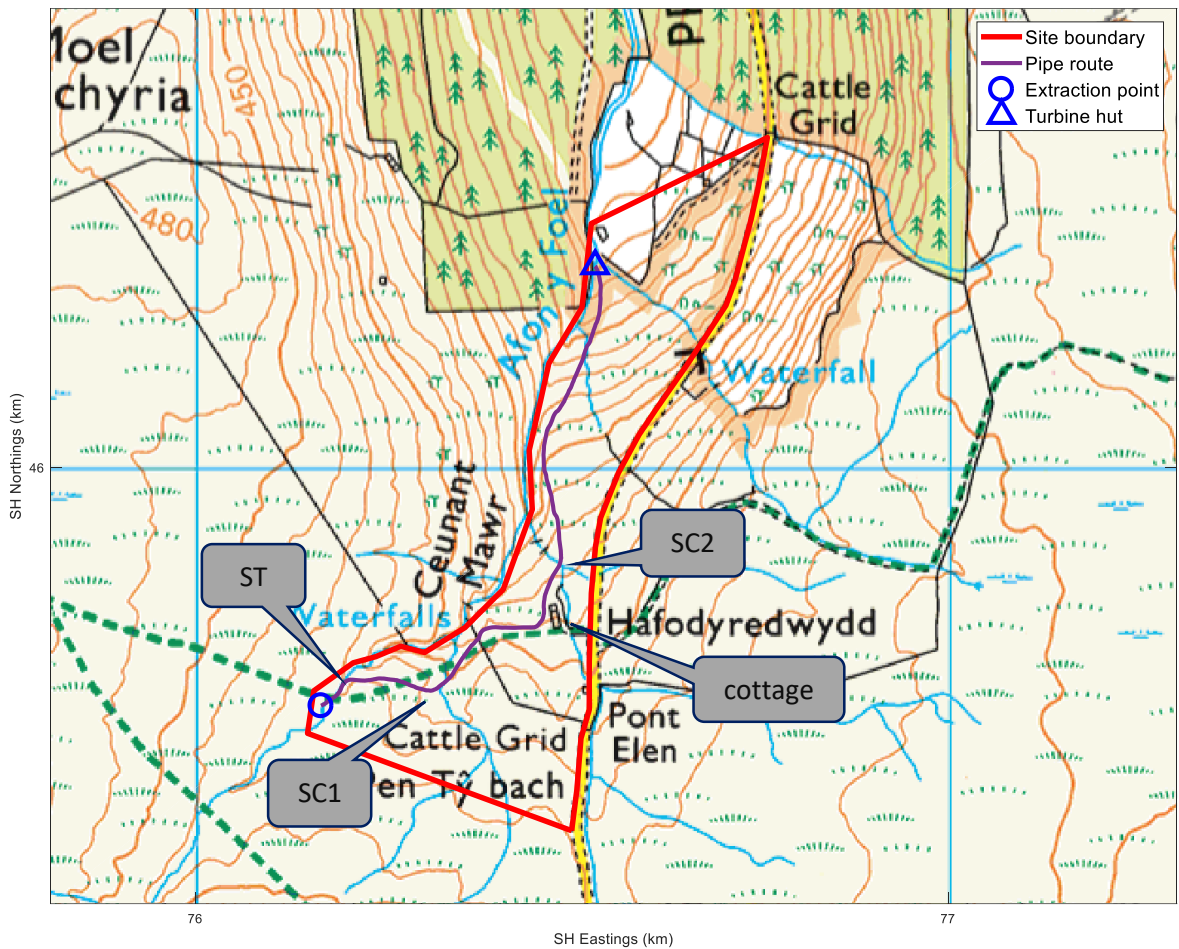 Moel
chyria
450
480
Pl
Cattle
Grid
Site boundary
Pipe route
Extraction point
Turbine hut
Afon y Foel
Waterfall
46
SH Northings (km)
Ceunant
Mawr
SC2
ST
Waterfalls
Hafodyredwydd
cottage
Pont
Elen
Cattle Grid
Pen Tŷ bach
SC1
76
77
SH Eastings (km)